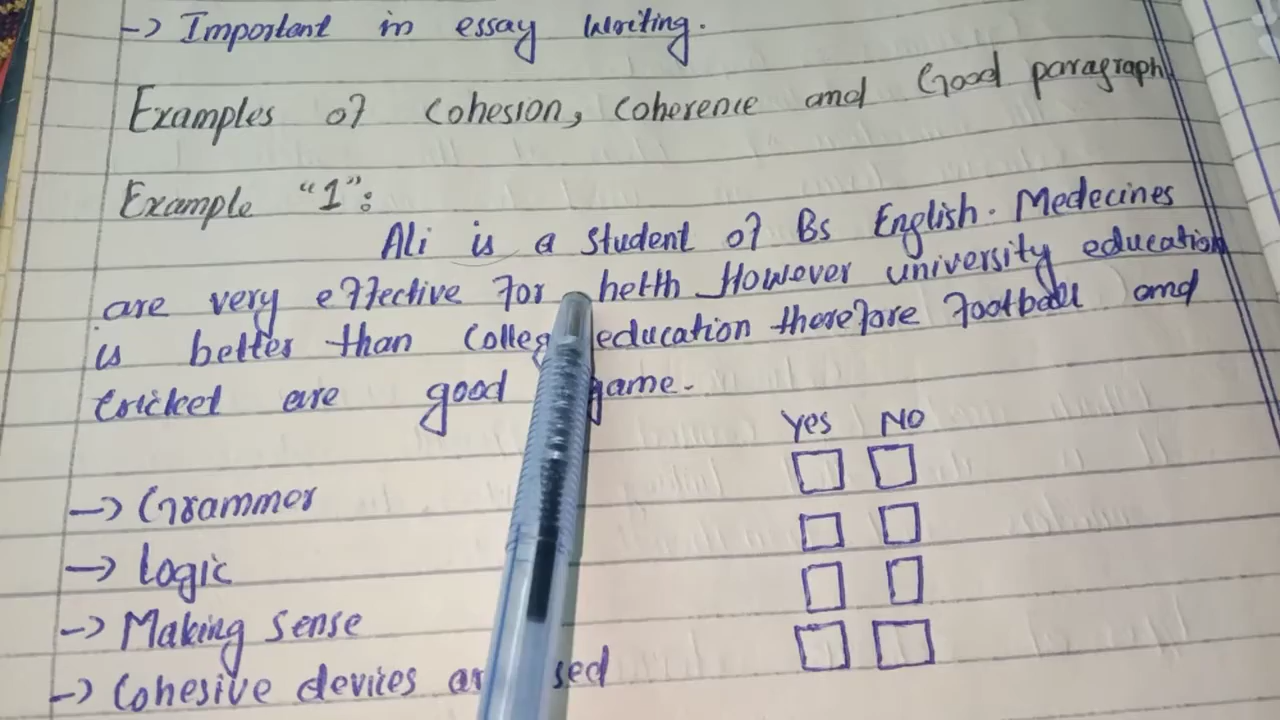 -> Important in essay writing.
Examples of cohesion, coherence and Good paragraph
Example "1":
Ali is a student of Bs English. Medecines
are very effective for helth However university education
is better than colleg education therefore football and
cricket are good game.
Yes No
-> Grammer
-> Logic
-> Making sense
-> Cohesive devices